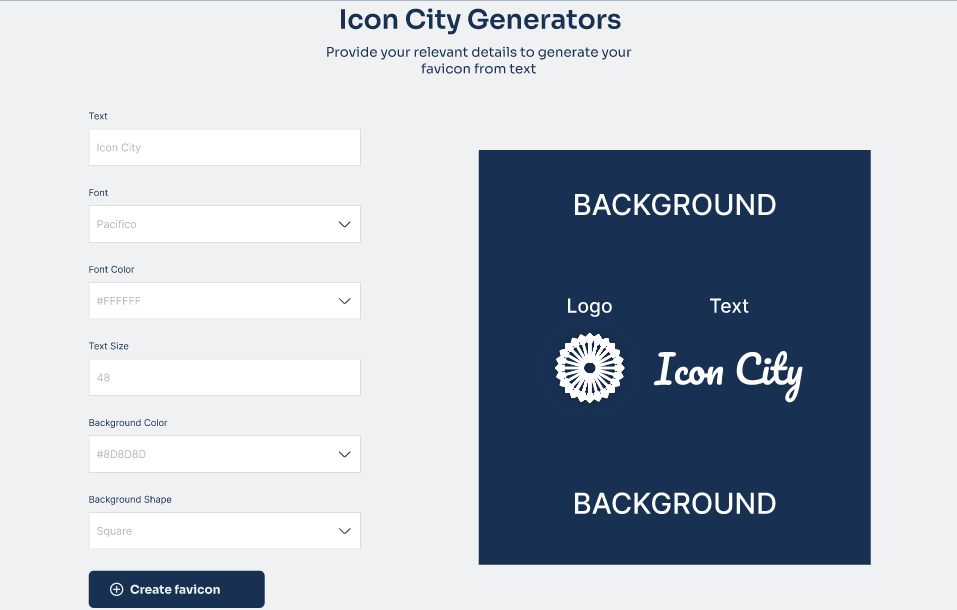 Icon City Generators
Provide your relevant details to generate your
favicon from text
Text
Icon City
Font
Pacifico
Font Color
#FFFFFF
Text Size
48
Background Color
#8D8D8D
Background Shape
Square
Create favicon
BACKGROUND
Logo Text
Icon City
BACKGROUND